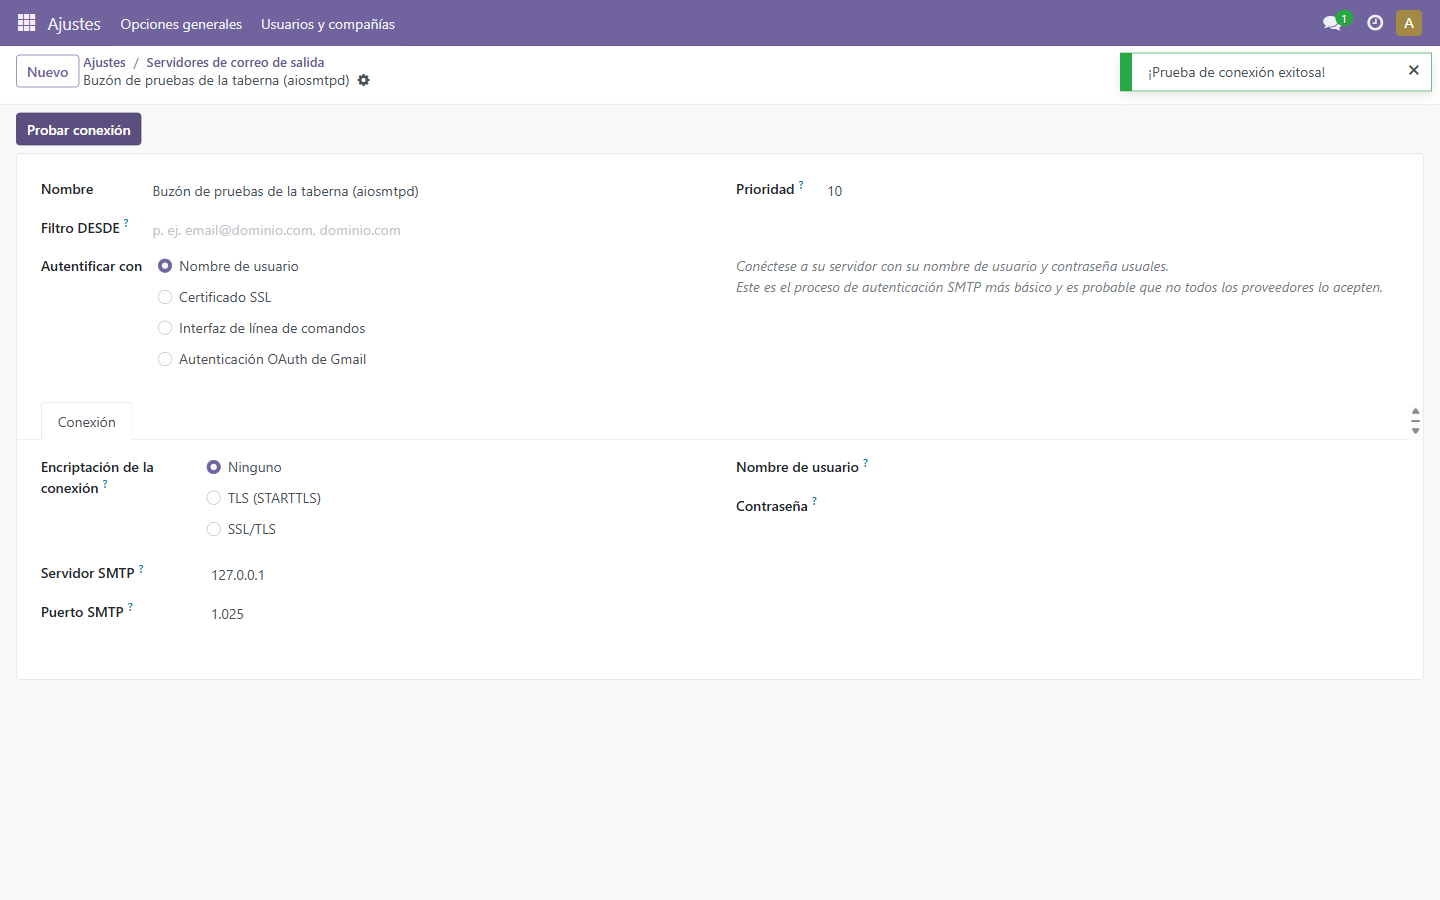 Ajustes Opciones generales Usuarios y compañías 1 A
Nuevo Ajustes / Servidores de correo de salida
Buzón de pruebas de la taberna (aiosmtpd)
¡Prueba de conexión exitosa!
Probar conexión
Nombre Buzón de pruebas de la taberna (aiosmtpd) Prioridad ? 10
Filtro DESDE ? p. ej. email@dominio.com, dominio.com
Autentificar con Nombre de usuario
Certificado SSL
Interfaz de línea de comandos
Autenticación OAuth de Gmail
Conéctese a su servidor con su nombre de usuario y contraseña usuales.
Este es el proceso de autenticación SMTP más básico y es probable que no todos los proveedores lo acepten.
Conexión
Encriptación de la
conexión ?
Ninguno
TLS (STARTTLS)
SSL/TLS
Nombre de usuario ?
Contraseña ?
Servidor SMTP ? 127.0.0.1
Puerto SMTP ? 1.025